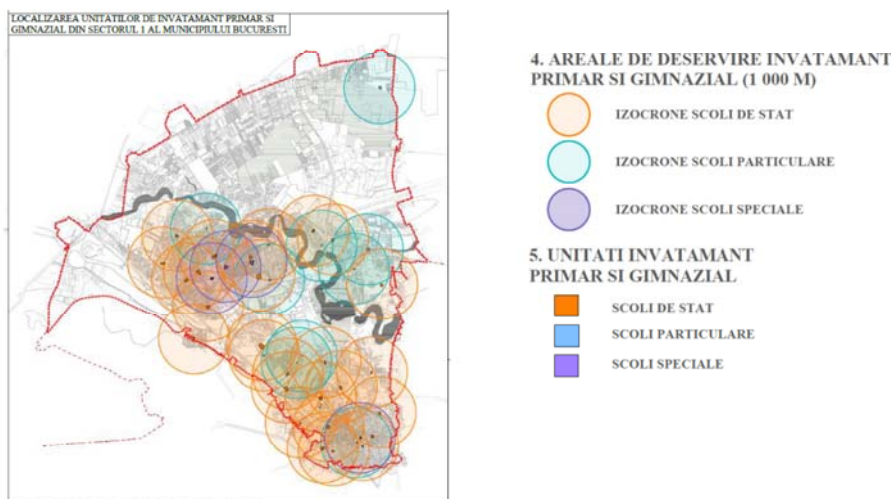 LOCALIZAREA UNITATILOR DE INVATAMANT PRIMAR SI
GIMNAZIAL DIN SECTORUL 1 AL MUNICIPIULUI BUCURESTI
4. AREALE DE DESERVIRE INVATAMANT
PRIMAR SI GIMNAZIAL (1 000 M)
IZOCRONE SCOLI DE STAT
IZOCRONE SCOLI PARTICULARE
IZOCRONE SCOLI SPECIALE
5. UNITATI INVATAMANT
PRIMAR SI GIMNAZIAL
SCOLI DE STAT
SCOLI PARTICULARE
SCOLI SPECIALE